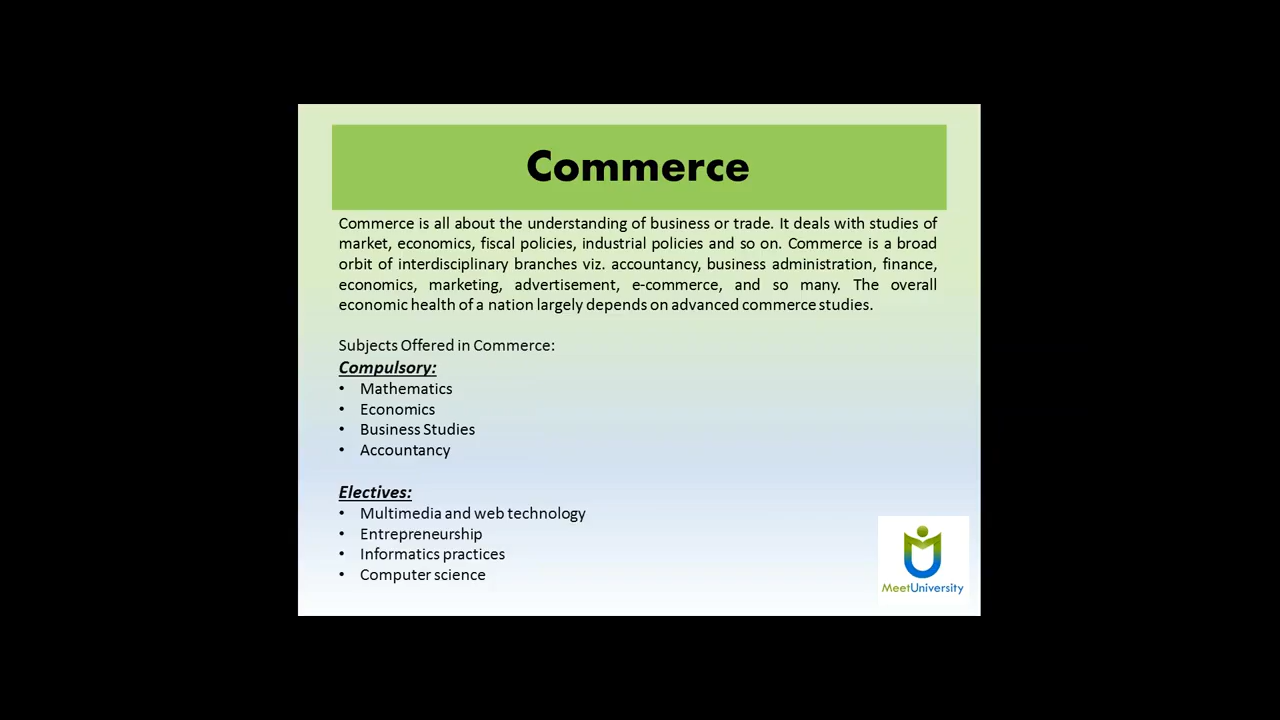 Commerce
Commerce is all about the understanding of business or trade. It deals with studies of
market, economics, fiscal policies, industrial policies and so on. Commerce is a broad
orbit of interdisciplinary branches viz. accountancy, business administration, finance,
economics, marketing, advertisement, e-commerce, and so many. The overall
economic health of a nation largely depends on advanced commerce studies.
Subjects Offered in Commerce:
Compulsory:
• Mathematics
• Economics
• Business Studies
• Accountancy
Electives:
• Multimedia and web technology
• Entrepreneurship
• Informatics practices
• Computer science
MeetUniversity